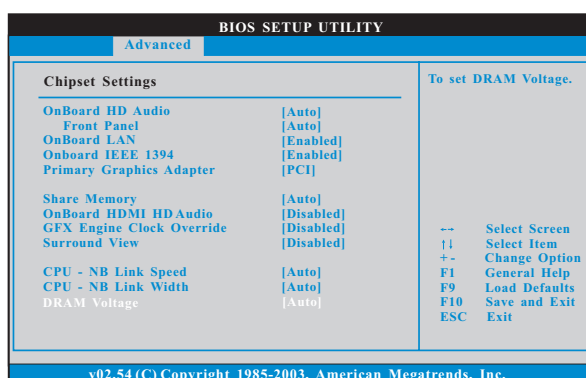 BIOS SETUP UTILITY
Advanced
Chipset Settings
OnBoard HD Audio [Auto]
Front Panel [Auto]
OnBoard LAN [Enabled]
Onboard IEEE 1394 [Enabled]
Primary Graphics Adapter [PCI]
Share Memory [Auto]
OnBoard HDMI HD Audio [Disabled]
GFX Engine Clock Override [Disabled]
Surround View [Disabled]
CPU - NB Link Speed [Auto]
CPU - NB Link Width [Auto]
DRAM Voltage [Auto]
To set DRAM Voltage.
←→ Select Screen
↑↓ Select Item
+- Change Option
F1 General Help
F9 Load Defaults
F10 Save and Exit
ESC Exit
v02.54 (C) Copyright 1985-2003, American Megatrends, Inc.